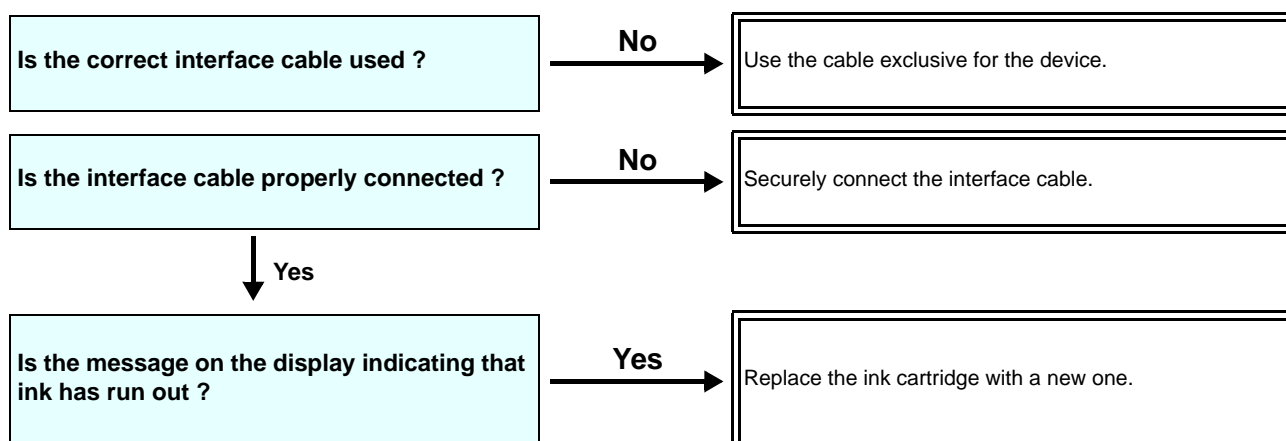 Is the correct interface cable used ?
No
Use the cable exclusive for the device.
Is the interface cable properly connected ?
No
Securely connect the interface cable.
Yes
Is the message on the display indicating that
ink has run out ?
Yes
Replace the ink cartridge with a new one.